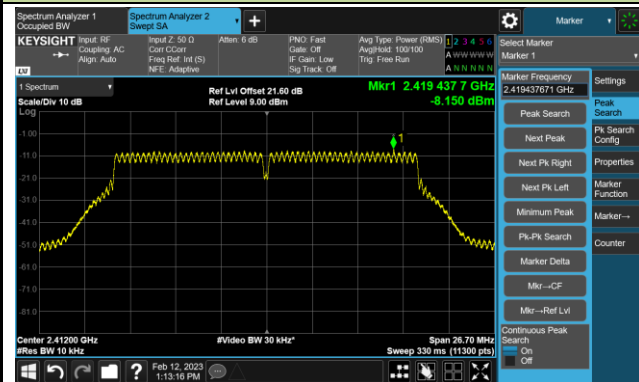 Spectrum Analyzer 1
Occupied BW
Spectrum Analyzer 2
Swept SA
Marker
KEYSIGHT
Input: RF
Coupling: AC
Align: Auto
Input Z: 50 Ω
Corr CCorr
Freq Ref: Int (S)
NFE: Adaptive
Atten: 6 dB
PNO: Fast
Gate: Off
IF Gain: Low
Sig Track: Off
Avg Type: Power (RMS)
Avg|Hold: 100/100
Trig: Free Run
1 2 3 4 5 6
A W W W W W
A N N N N N
LXI
Select Marker
Marker 1
1 Spectrum
Scale/Div 10 dB
Log
Ref Lvl Offset 21.60 dB
Ref Level 9.00 dBm
Mkr1 2.419 437 7 GHz
-8.150 dBm
Marker Frequency
2.419437671 GHz
Settings
Peak Search
Peak
Search
Next Peak
Pk Search
Config
Next Pk Right
Properties
Next Pk Left
Marker
Function
Minimum Peak
Marker→
Pk-Pk Search
Counter
Marker Delta
Mkr→CF
Mkr→Ref Lvl
Continuous Peak
Search
On
Off
1
-1.00
-11.0
-21.0
-31.0
-41.0
-51.0
-61.0
-71.0
-81.0
Center 2.41200 GHz
#Res BW 10 kHz
#Video BW 30 kHz*
Span 26.70 MHz
Sweep 330 ms (11300 pts)
?
Feb 12, 2023
1:13:16 PM